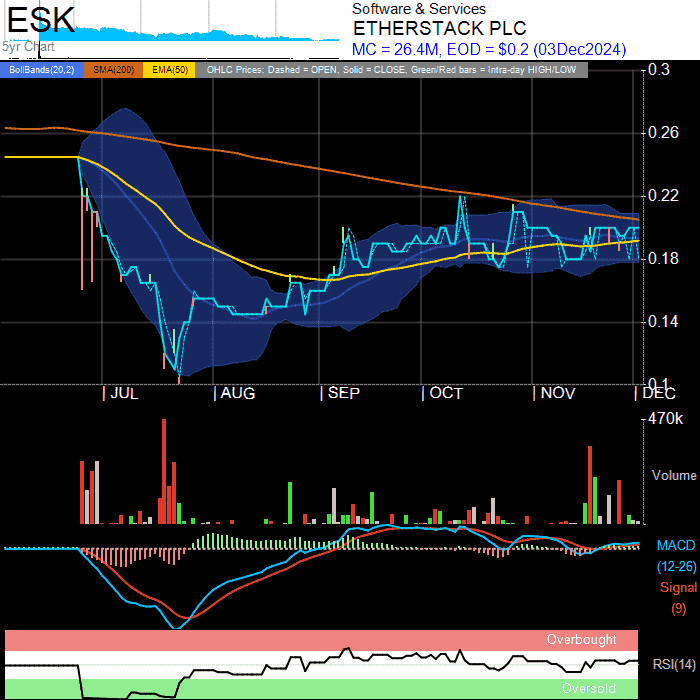 ESK
5yr Chart
Software & Services
ETHERSTACK PLC
MC = 26.4M, EOD = $0.2 (03Dec2024)
BollBands(20,2) SMA(200) EMA(50) OHLC Prices: Dashed = OPEN, Solid = CLOSE, Green/Red bars = Intra-day HIGH/LOW
0.3
0.26
0.22
0.18
0.14
0.1
JUL AUG SEP OCT NOV DEC
470k
Volume
MACD
(12-26)
Signal
(9)
Overbought
RSI(14)
Oversold